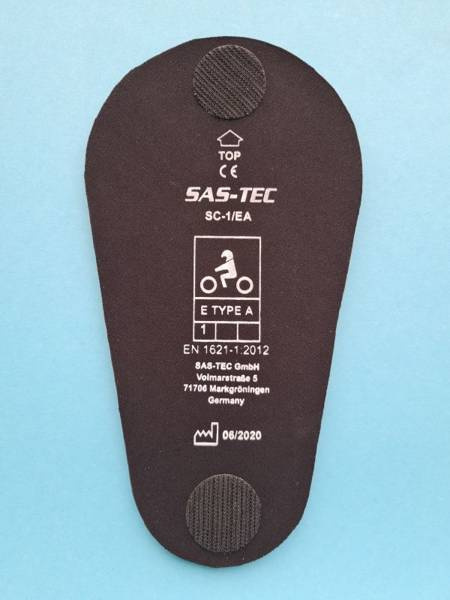 TOP
CE
SAS-TEC
SC-1/EA
E TYPE A
1
EN 1621-1:2012
SAS-TEC GmbH
Volmarstraße 5
71706 Markgröningen
Germany
06/2020